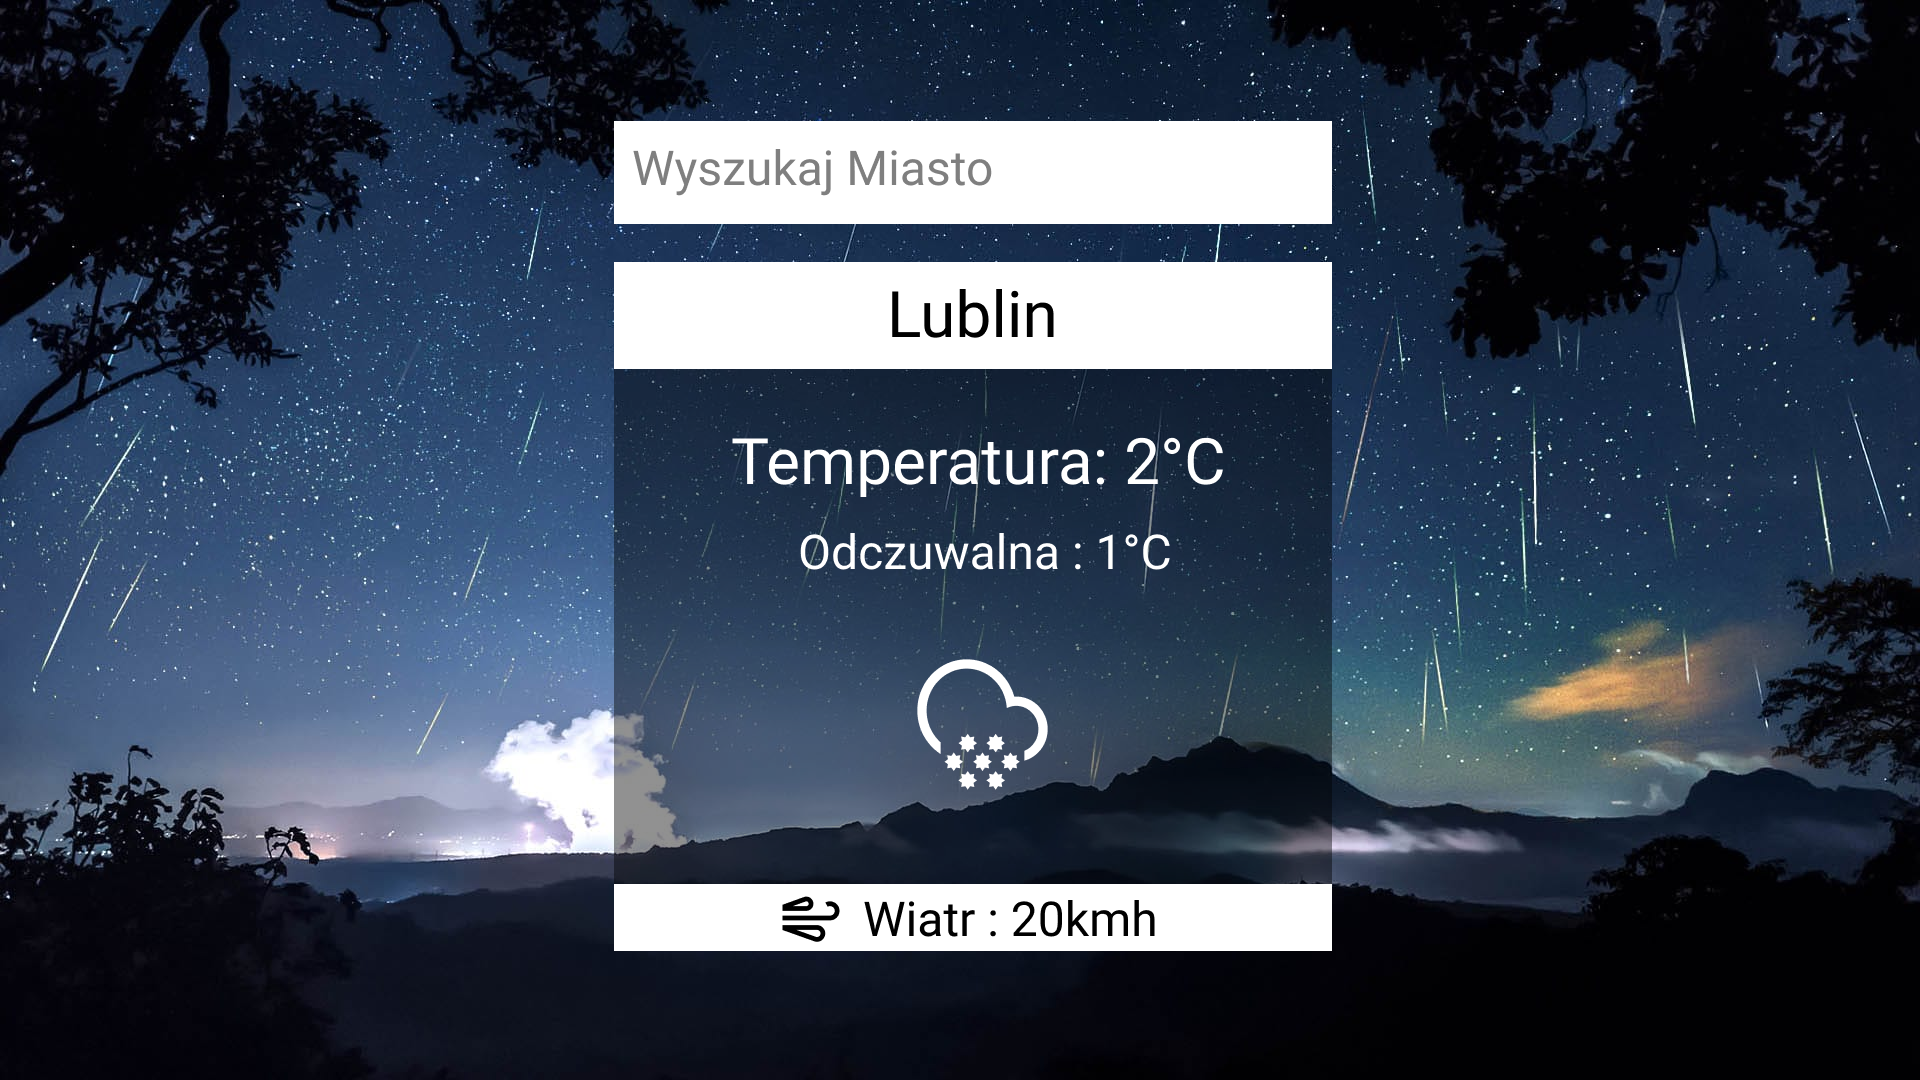 Wyszukaj Miasto
Lublin
Temperatura: 2°C
Odczuwalna : 1°C
Wiatr : 20kmh